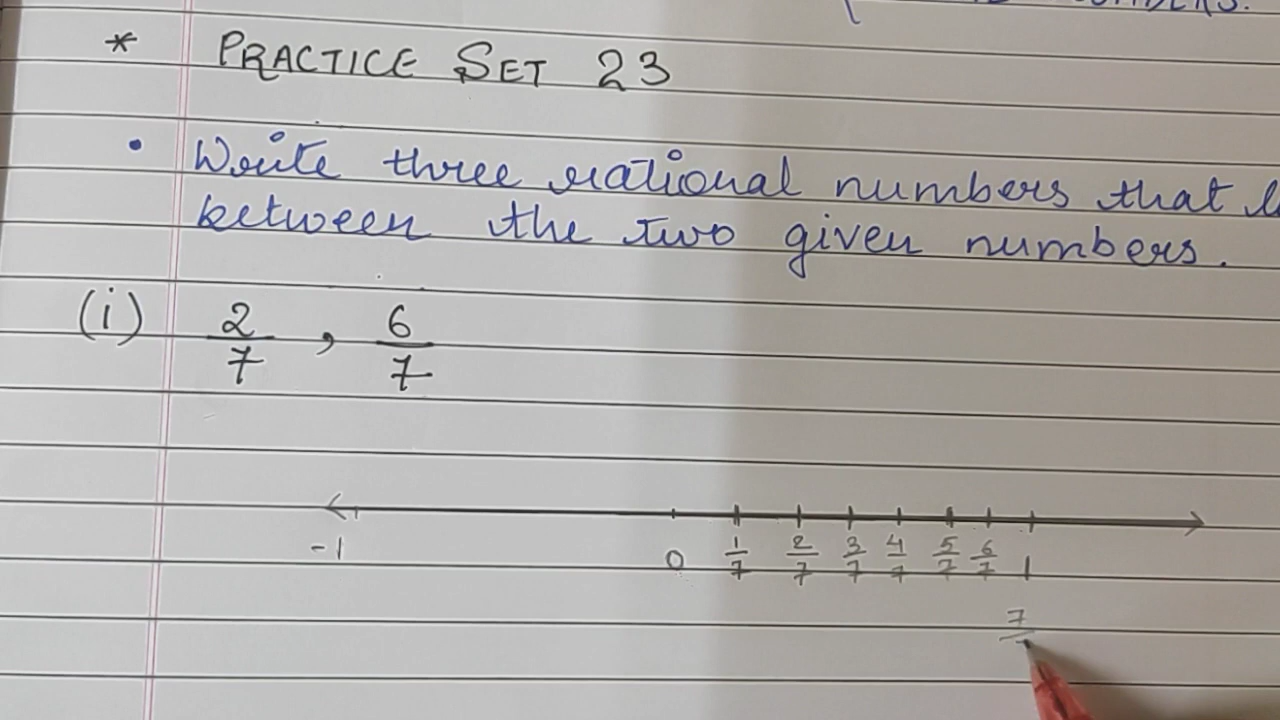 * PRACTICE SET 23
• Write three rational numbers that
between the two given numbers.
(i) 2/7 , 6/7
-1 0 1/7 2/7 3/7 4/7 5/7 6/7 1
7